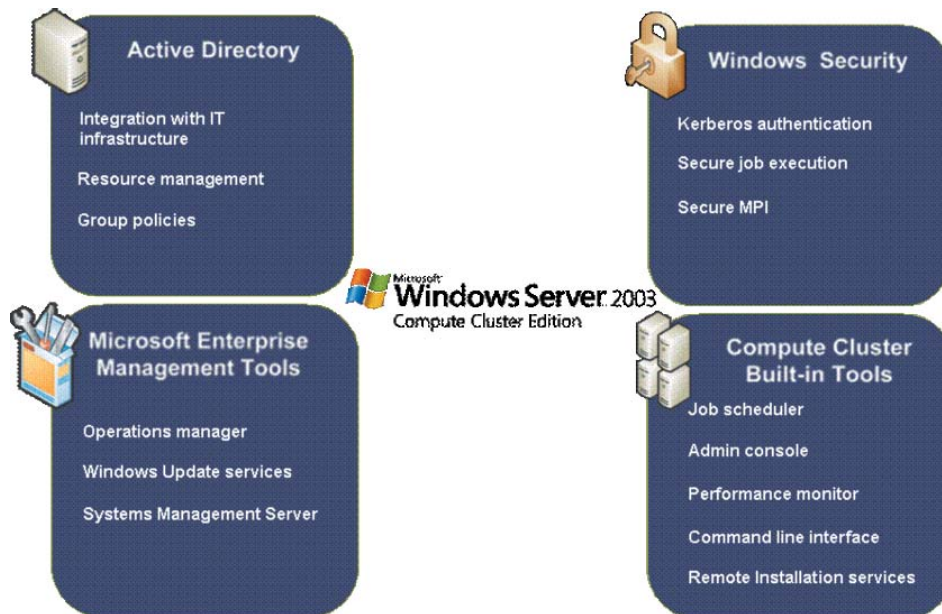 Active Directory
Integration with IT
infrastructure
Resource management
Group policies
Windows Security
Kerberos authentication
Secure job execution
Secure MPI
Microsoft
Windows Server 2003
Compute Cluster Edition
Microsoft Enterprise
Management Tools
Operations manager
Windows Update services
Systems Management Server
Compute Cluster
Built-in Tools
Job scheduler
Admin console
Performance monitor
Command line interface
Remote Installation services